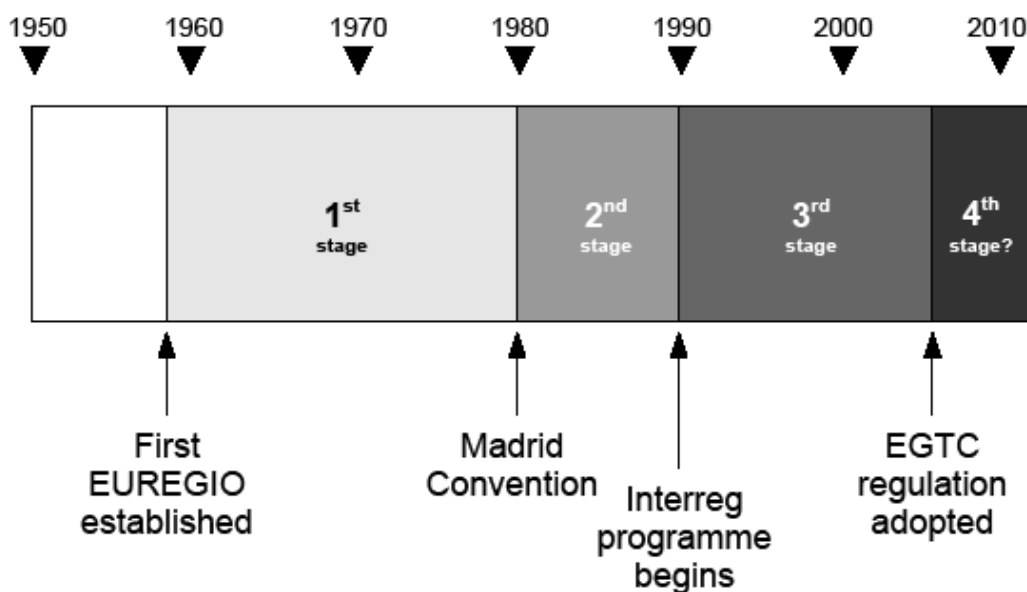 1950 1960 1970 1980 1990 2000 2010
1st
stage
2nd
stage
3rd
stage
4th
stage?
First
EUREGIO
established
Madrid
Convention
Interreg
programme
begins
EGTC
regulation
adopted